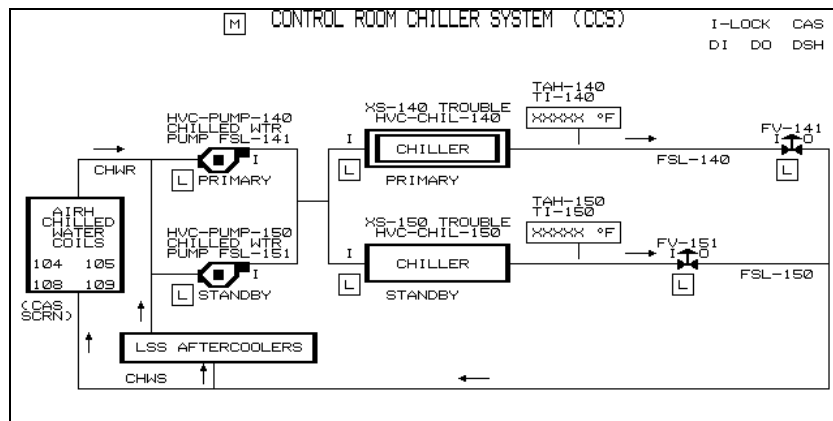 M CONTROL ROOM CHILLER SYSTEM (CCS)
I-LOCK CAS
DI DO DSH
HVC-PUMP-140
CHILLED WTR
PUMP FSL-141
I
L PRIMARY
CHWR
XS-140 TROUBLE
HVC-CHIL-140
I
CHILLER
L
PRIMARY
TAH-140
TI-140
XXXXX °F
FSL-140
FV-141
I O
L
AIRH
CHILLED
WATER
COILS
104 105
108 109
(CAS
SCRN)
HVC-PUMP-150
CHILLED WTR
PUMP FSL-151
I
L STANDBY
XS-150 TROUBLE
HVC-CHIL-150
I
CHILLER
L
STANDBY
TAH-150
TI-150
XXXXX °F
FV-151
I O
L
FSL-150
LSS AFTERCOOLERS
CHWS